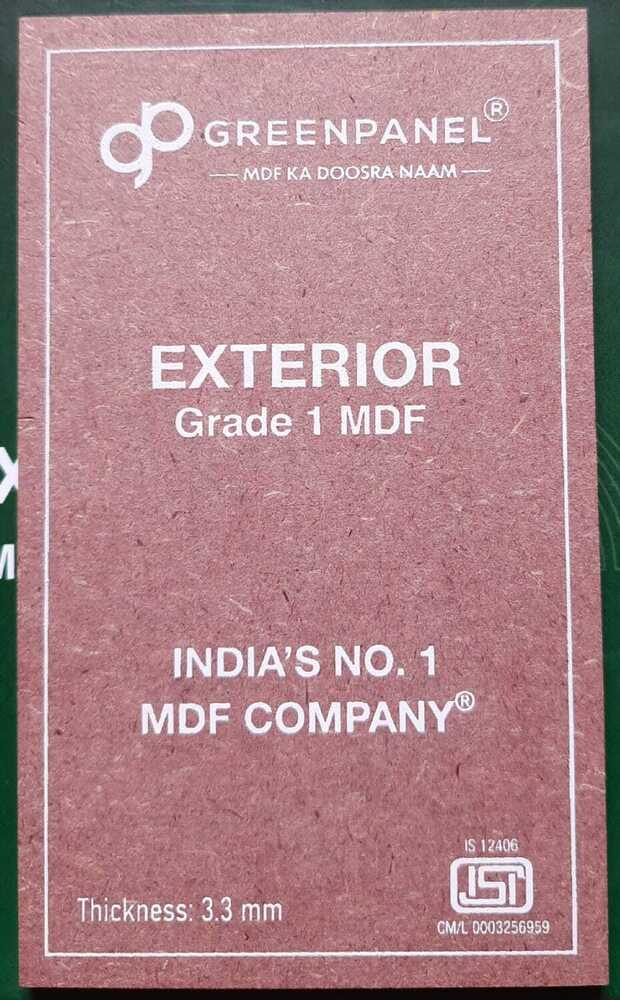 gp GREENPANEL®
MDF KA DOOSRA NAAM
EXTERIOR
Grade 1 MDF
INDIA'S NO. 1
MDF COMPANY®
IS 12406
ISI
Thickness: 3.3 mm
CM/L 0003256959